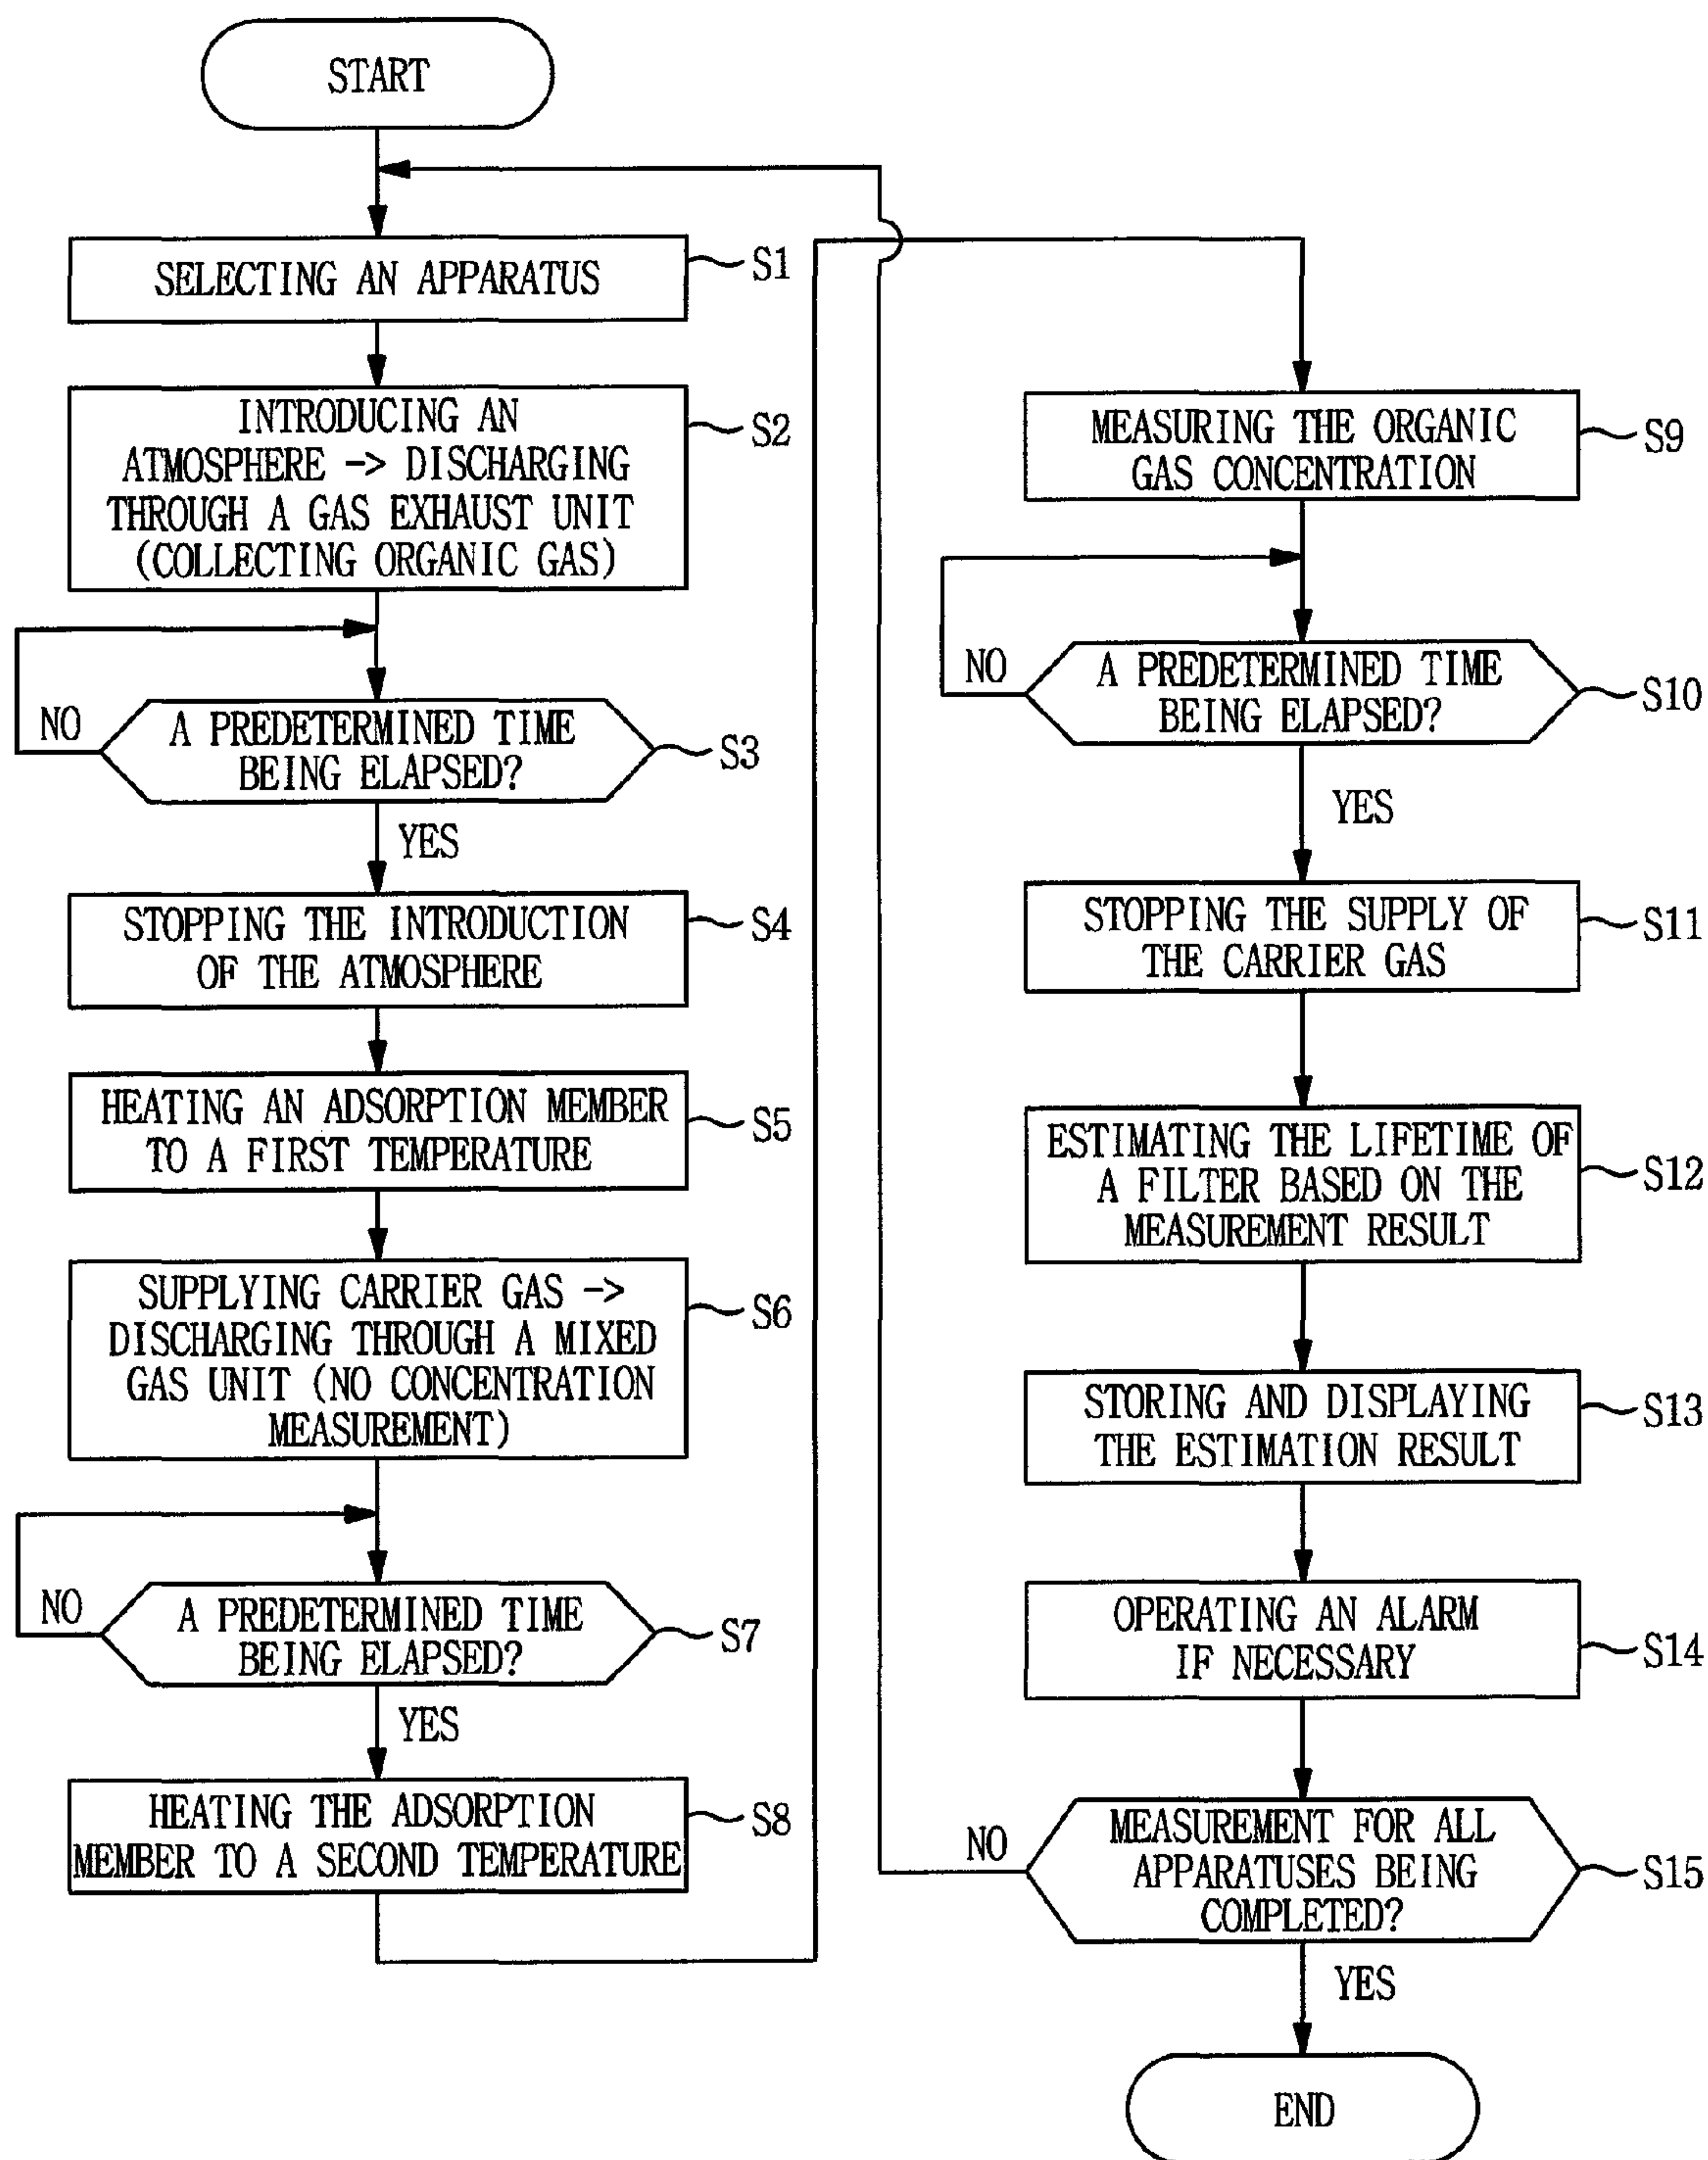 START
SELECTING AN APPARATUS
S1
INTRODUCING AN
ATMOSPHERE -> DISCHARGING
THROUGH A GAS EXHAUST UNIT
(COLLECTING ORGANIC GAS)
S2
NO
A PREDETERMINED TIME
BEING ELAPSED?
S3
YES
STOPPING THE INTRODUCTION
OF THE ATMOSPHERE
S4
HEATING AN ADSORPTION MEMBER
TO A FIRST TEMPERATURE
S5
SUPPLYING CARRIER GAS ->
DISCHARGING THROUGH A MIXED
GAS UNIT (NO CONCENTRATION
MEASUREMENT)
S6
NO
A PREDETERMINED TIME
BEING ELAPSED?
S7
YES
HEATING THE ADSORPTION
MEMBER TO A SECOND TEMPERATURE
S8
MEASURING THE ORGANIC
GAS CONCENTRATION
S9
NO
A PREDETERMINED TIME
BEING ELAPSED?
S10
YES
STOPPING THE SUPPLY OF
THE CARRIER GAS
S11
ESTIMATING THE LIFETIME OF
A FILTER BASED ON THE
MEASUREMENT RESULT
S12
STORING AND DISPLAYING
THE ESTIMATION RESULT
S13
OPERATING AN ALARM
IF NECESSARY
S14
NO
MEASUREMENT FOR ALL
APPARATUSES BEING
COMPLETED?
S15
YES
END